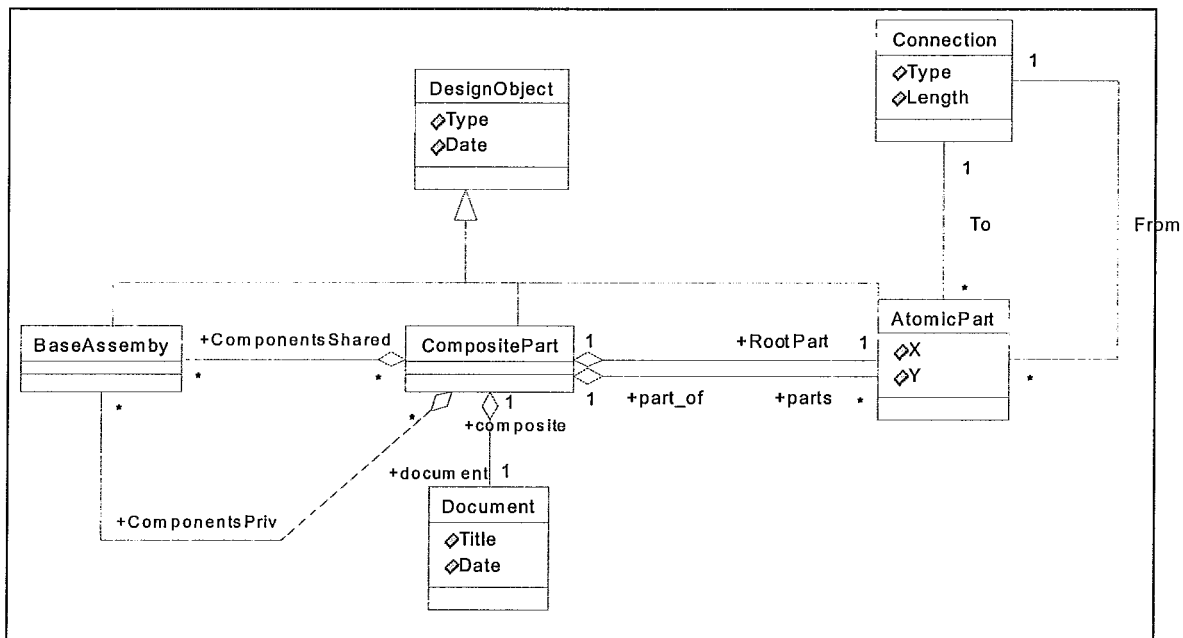 Connection
Type
Length
1
1
To
From
*
DesignObject
Type
Date
BaseAssemby
+ComponentsShared
*
*
CompositePart
1
+RootPart
1
1
+part_of
+parts
*
AtomicPart
X
Y
*
*
*
+ComponentsPriv
1
+composite
+document
1
Document
Title
Date